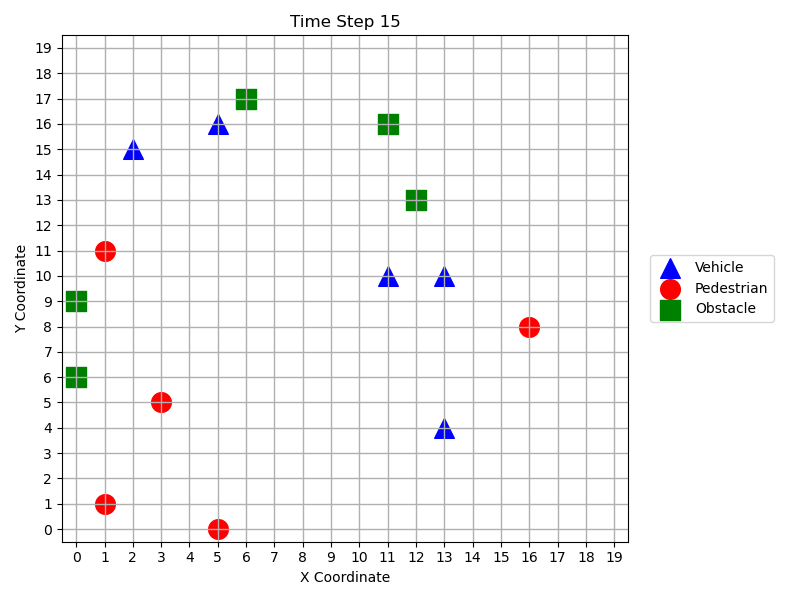 Time Step 15
Y Coordinate
19
18
17
16
15
14
13
12
11
10
9
8
7
6
5
4
3
2
1
0
0 1 2 3 4 5 6 7 8 9 10 11 12 13 14 15 16 17 18 19
X Coordinate
Vehicle
Pedestrian
Obstacle